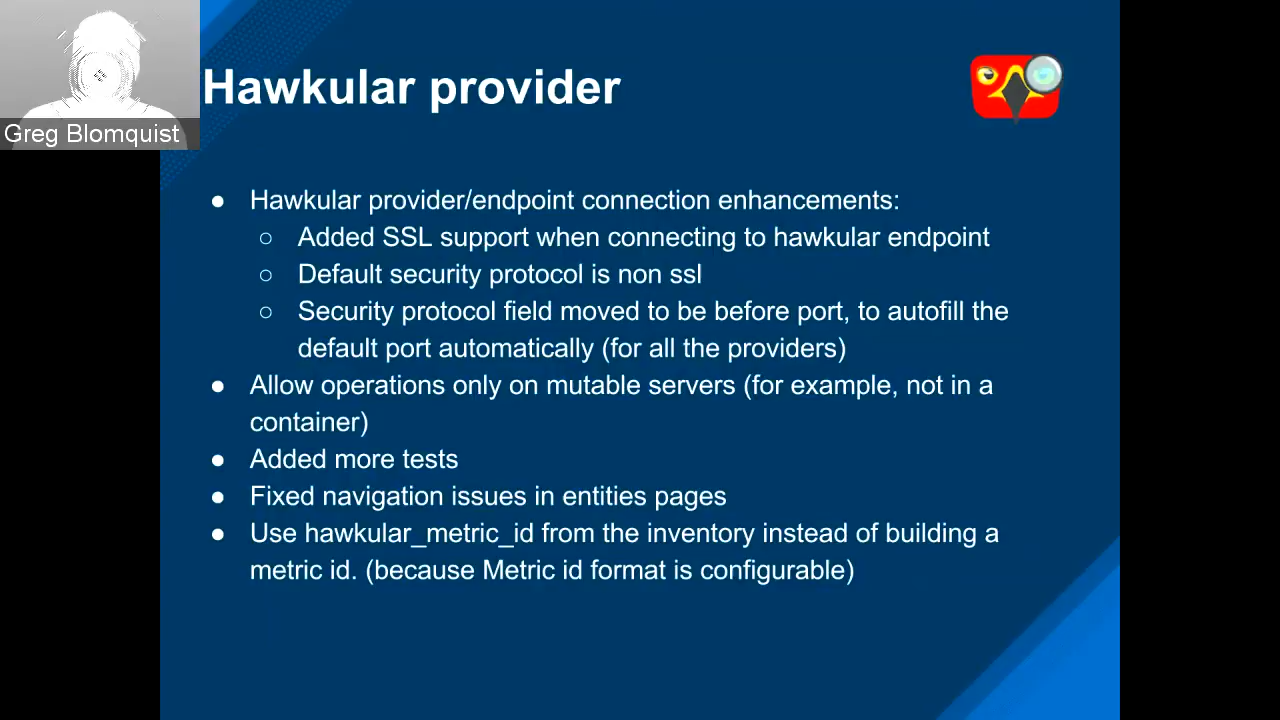 Hawkular provider
Greg Blomquist
● Hawkular provider/endpoint connection enhancements:
○ Added SSL support when connecting to hawkular endpoint
○ Default security protocol is non ssl
○ Security protocol field moved to be before port, to autofill the
default port automatically (for all the providers)
● Allow operations only on mutable servers (for example, not in a
container)
● Added more tests
● Fixed navigation issues in entities pages
● Use hawkular_metric_id from the inventory instead of building a
metric id. (because Metric id format is configurable)